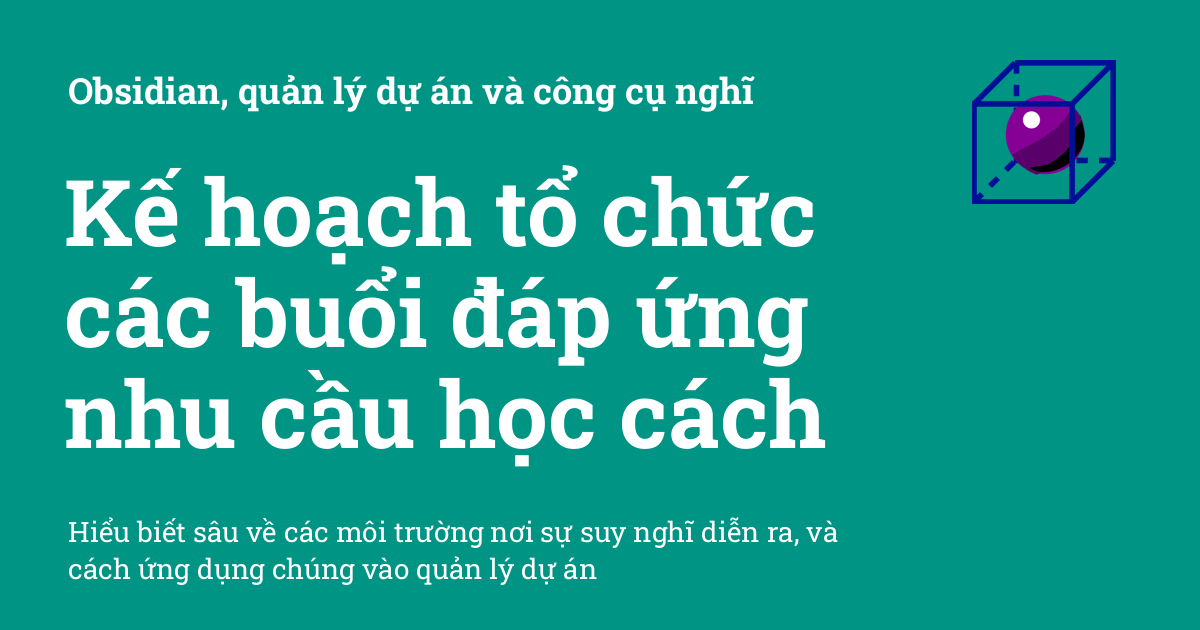 Obsidian, quản lý dự án và công cụ nghĩ
Kế hoạch tổ chức
các buổi đáp ứng
nhu cầu học cách
Hiểu biết sâu về các môi trường nơi sự suy nghĩ diễn ra, và
cách ứng dụng chúng vào quản lý dự án